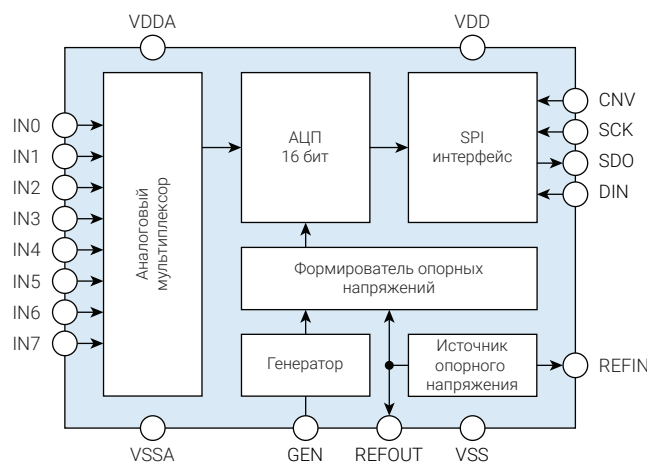 VDDA
VDD
IN0
IN1
IN2
IN3
IN4
IN5
IN6
IN7
Аналоговый
мультиплексор
АЦП
16 бит
SPI
интерфейс
CNV
SCK
SDO
DIN
Формирователь опорных
напряжений
Генератор
Источник
опорного
напряжения
REFIN
VSSA
GEN
REFOUT
VSS